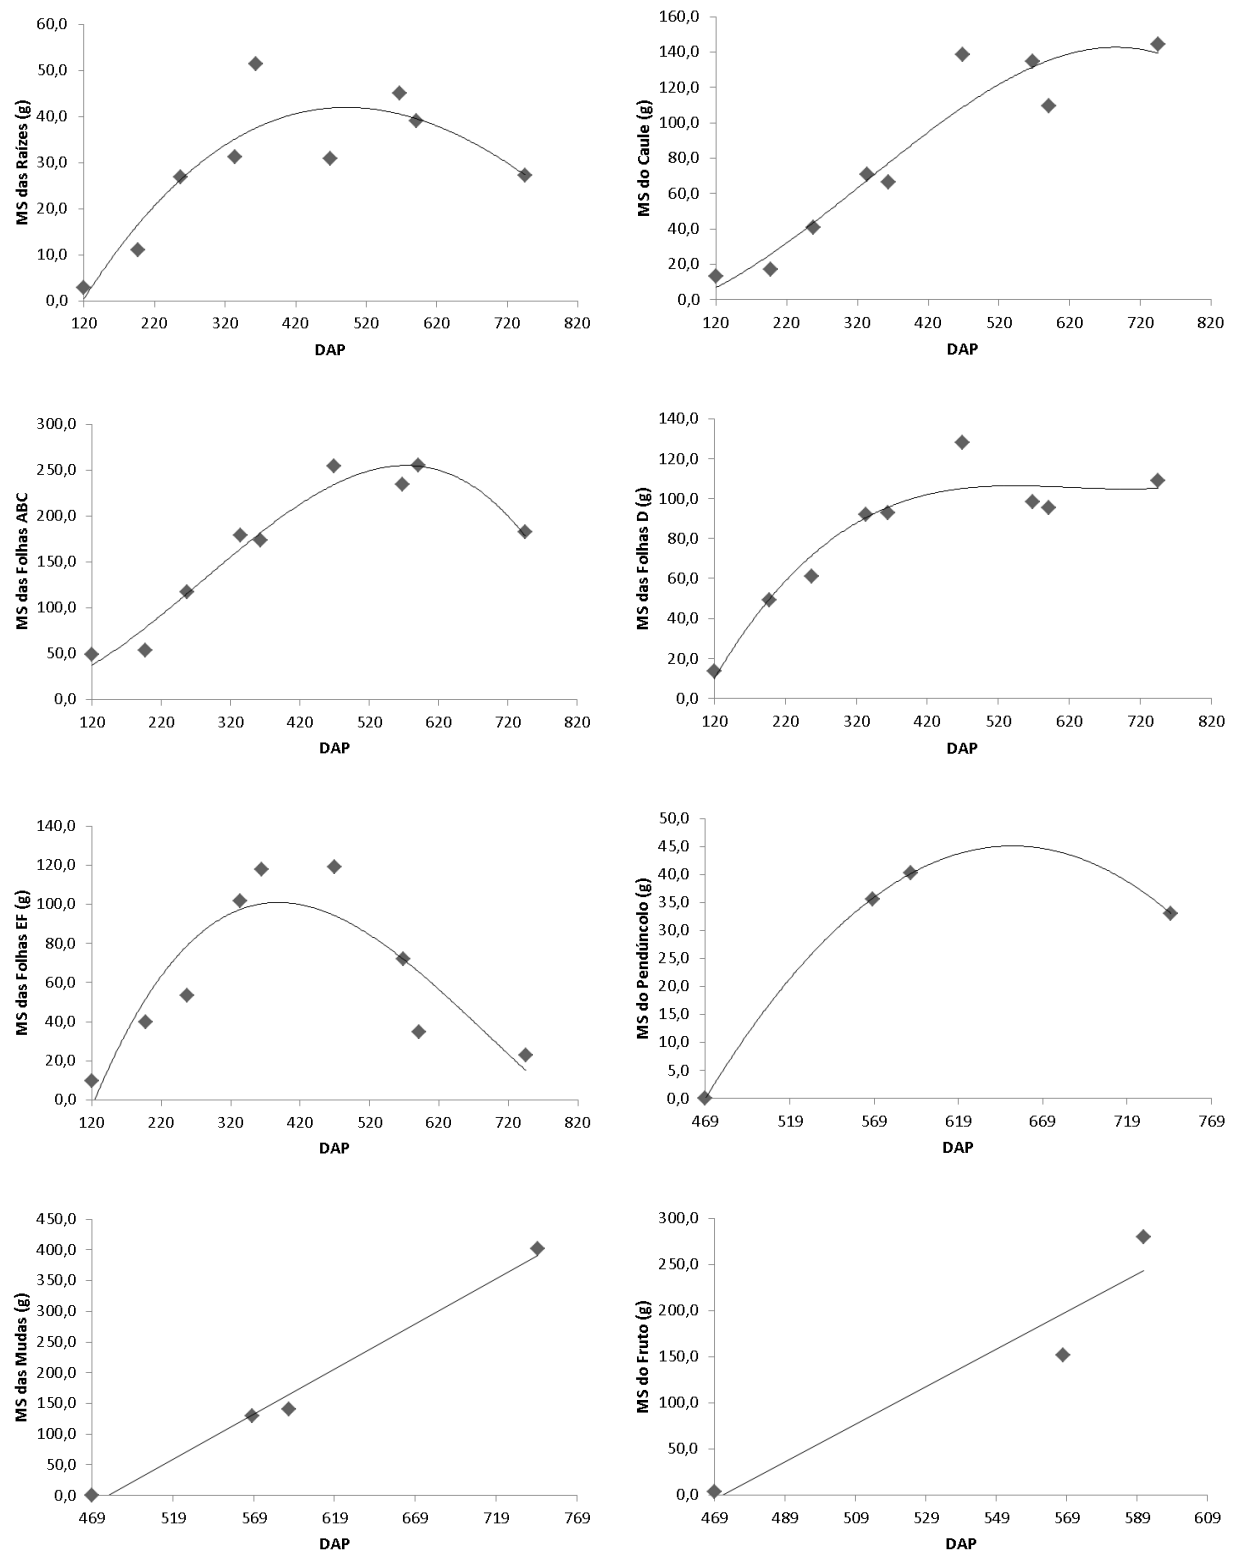 60,0
50,0
40,0
30,0
20,0
10,0
0,0
MS das Raízes (g)
120 220 320 420 520 620 720 820
DAP
160,0
140,0
120,0
100,0
80,0
60,0
40,0
20,0
0,0
MS do Caule (g)
120 220 320 420 520 620 720 820
DAP
300,0
250,0
200,0
150,0
100,0
50,0
0,0
MS das Folhas ABC
120 220 320 420 520 620 720 820
DAP
140,0
120,0
100,0
80,0
60,0
40,0
20,0
0,0
MS das Folhas D (g)
120 220 320 420 520 620 720 820
DAP
140,0
120,0
100,0
80,0
60,0
40,0
20,0
0,0
MS das Folhas EF (g)
120 220 320 420 520 620 720 820
DAP
50,0
45,0
40,0
35,0
30,0
25,0
20,0
15,0
10,0
5,0
0,0
MS do Pendúncolo (g)
469 519 569 619 669 719 769
DAP
450,0
400,0
350,0
300,0
250,0
200,0
150,0
100,0
50,0
0,0
MS das Mudas (g)
469 519 569 619 669 719 769
DAP
300,0
250,0
200,0
150,0
100,0
50,0
0,0
MS do Fruto (g)
469 489 509 529 549 569 589 609
DAP